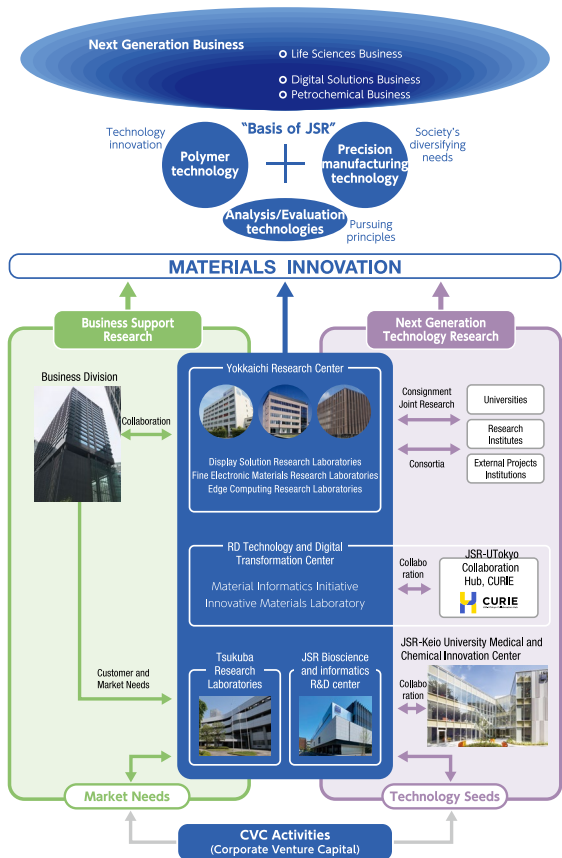 Next Generation Business
Life Sciences Business
Digital Solutions Business
Petrochemical Business
Technology
innovation
"Basis of JSR"
Society's
diversifying
needs
Polymer
technology
Precision
manufacturing
technology
Analysis/Evaluation
technologies
Pursuing
principles
MATERIALS INNOVATION
Business Support
Research
Next Generation
Technology Research
Business Division
Collaboration
Yokkaichi Research Center
Display Solution Research Laboratories
Fine Electronic Materials Research Laboratories
Edge Computing Research Laboratories
Consignment
Joint Research
Consortia
Universities
Research
Institutes
External Projects
Institutions
RD Technology and Digital
Transformation Center
Material Informatics Initiative
Innovative Materials Laboratory
Collabo
ration
JSR-UTokyo
Collaboration
Hub, CURIE
CURIE
Customer and
Market Needs
Tsukuba
Research
Laboratories
JSR Bioscience
and informatics
R&D center
Collabo
ration
JSR-Keio University Medical and
Chemical Innovation Center
Market Needs
Technology Seeds
CVC Activities
(Corporate Venture Capital)